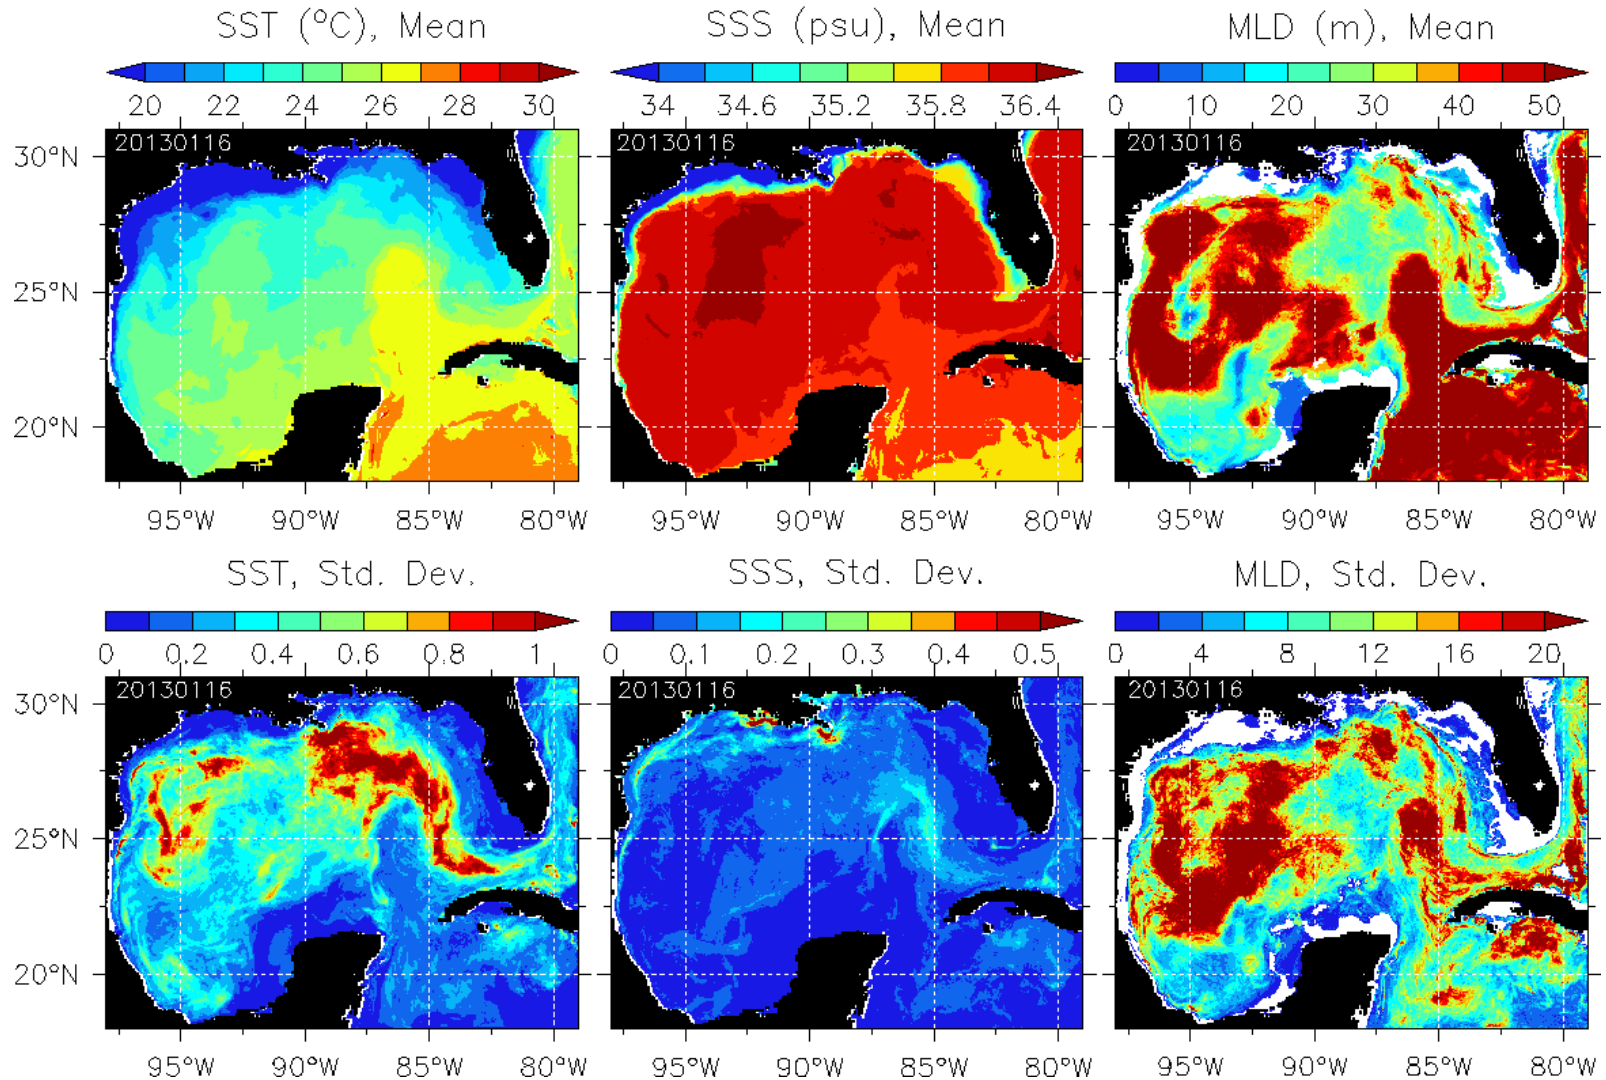 SST (°C), Mean SSS (psu), Mean MLD (m), Mean
20 22 24 26 28 30 34 34.6 35.2 35.8 36.4 0 10 20 30 40 50
20130116 20130116 20130116
30°N
25°N
20°N
95°W 90°W 85°W 80°W 95°W 90°W 85°W 80°W 95°W 90°W 85°W 80°W
SST, Std. Dev. SSS, Std. Dev. MLD, Std. Dev.
0 0.2 0.4 0.6 0.8 1 0 0.1 0.2 0.3 0.4 0.5 0 4 8 12 16 20
20130116 20130116 20130116
30°N
25°N
20°N
95°W 90°W 85°W 80°W 95°W 90°W 85°W 80°W 95°W 90°W 85°W 80°W